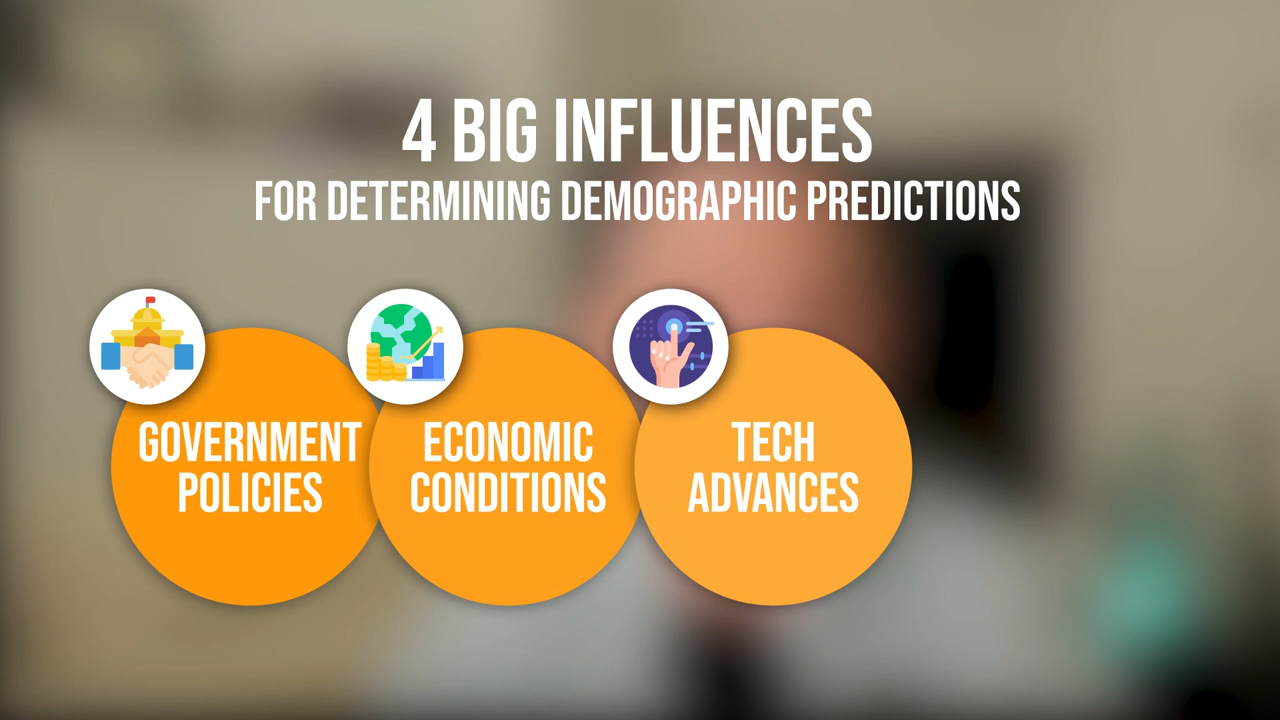 4 BIG INFLUENCES
FOR DETERMINING DEMOGRAPHIC PREDICTIONS
GOVERNMENT
POLICIES
ECONOMIC
CONDITIONS
TECH
ADVANCES